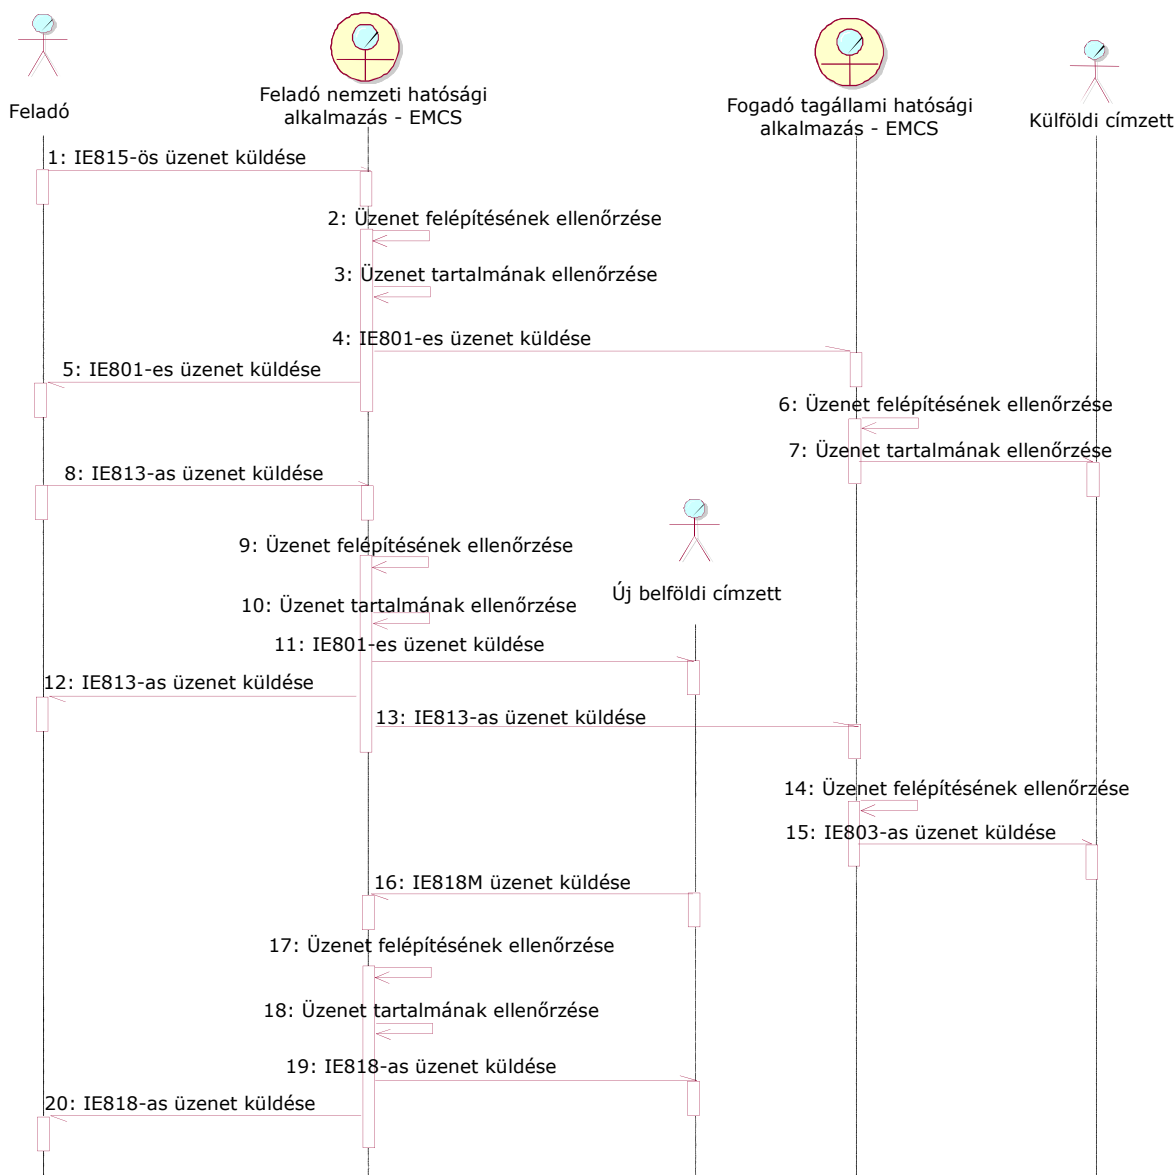 Feladó
Feladó nemzeti hatósági
alkalmazás - EMCS
Fogadó tagállami hatósági
alkalmazás - EMCS
Külföldi címzett
1: IE815-ös üzenet küldése
2: Üzenet felépítésének ellenőrzése
3: Üzenet tartalmának ellenőrzése
4: IE801-es üzenet küldése
5: IE801-es üzenet küldése
6: Üzenet felépítésének ellenőrzése
7: Üzenet tartalmának ellenőrzése
8: IE813-as üzenet küldése
9: Üzenet felépítésének ellenőrzése
Új belföldi címzett
10: Üzenet tartalmának ellenőrzése
11: IE801-es üzenet küldése
12: IE813-as üzenet küldése
13: IE813-as üzenet küldése
14: Üzenet felépítésének ellenőrzése
15: IE803-as üzenet küldése
16: IE818M üzenet küldése
17: Üzenet felépítésének ellenőrzése
18: Üzenet tartalmának ellenőrzése
19: IE818-as üzenet küldése
20: IE818-as üzenet küldése